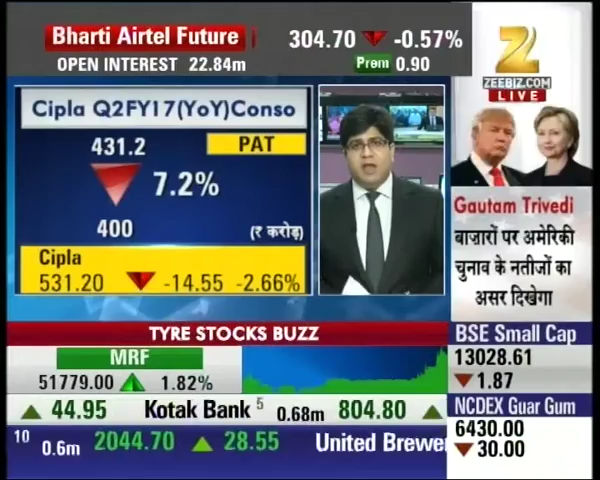 Bharti Airtel Future
304.70 -0.57%
OPEN INTEREST 22.84m
Prem 0.90
Z
ZEEBIZ.COM
LIVE
Cipla Q2FY17(YoY)Conso
431.2
PAT
7.2%
400
(₹ करोड़)
Cipla
531.20 -14.55 -2.66%
Gautam Trivedi
बाज़ारों पर अमेरिकी
चुनाव के नतीजों का
असर दिखेगा
TYRE STOCKS BUZZ
MRF
51779.00 1.82%
BSE Small Cap
13028.61
1.87
NCDEX Guar Gum
6430.00
30.00
44.95 Kotak Bank 5 0.68m 804.80
10 0.6m 2044.70 28.55 United Brewer